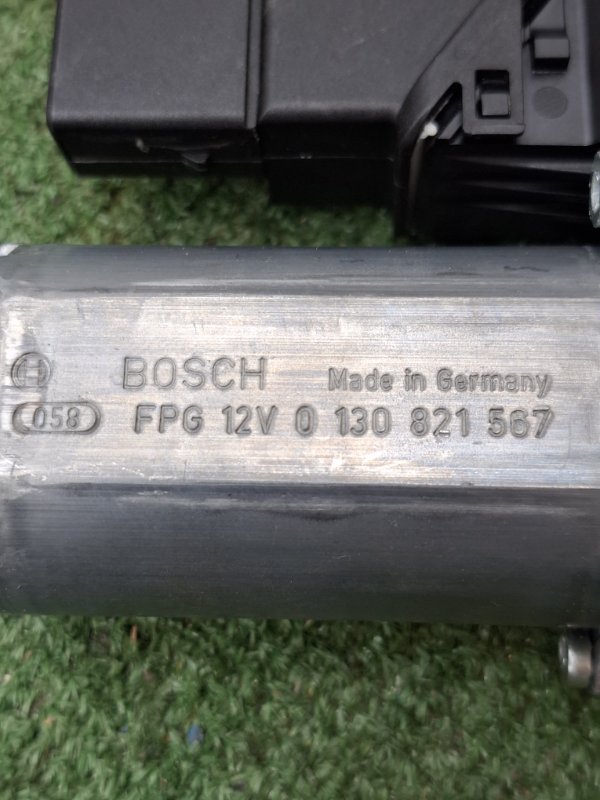 BOSCH Made in Germany
058 FPG 12V 0 130 821 567